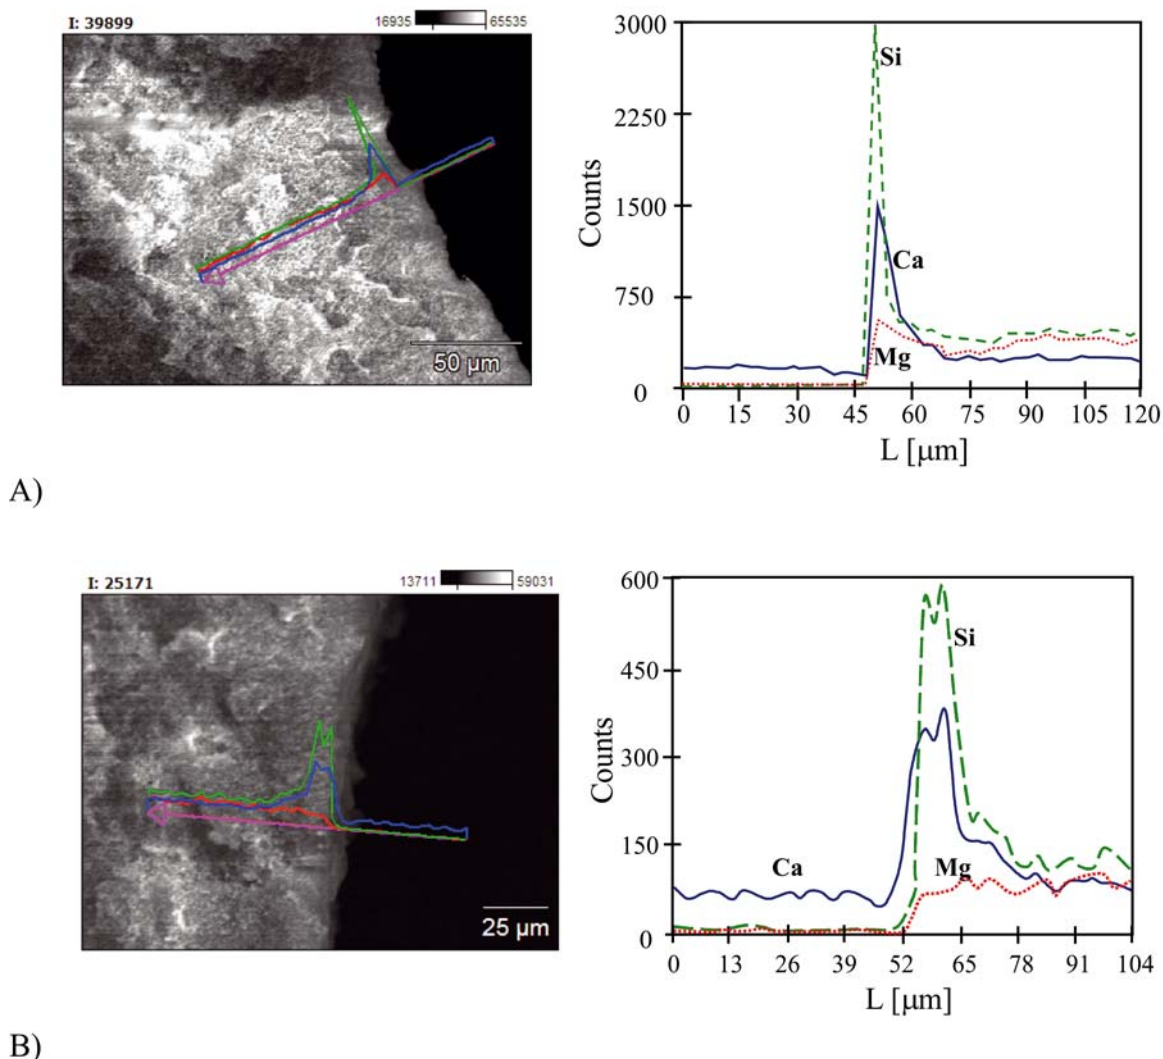 I: 39899
16935 65535
50 µm
3000
2250
1500
750
0
Counts
Si
Ca
Mg
0 15 30 45 60 75 90 105 120
L [µm]
A)
I: 25171
13711 59031
25 µm
600
450
300
150
0
Counts
Si
Ca
Mg
0 13 26 39 52 65 78 91 104
L [µm]
B)